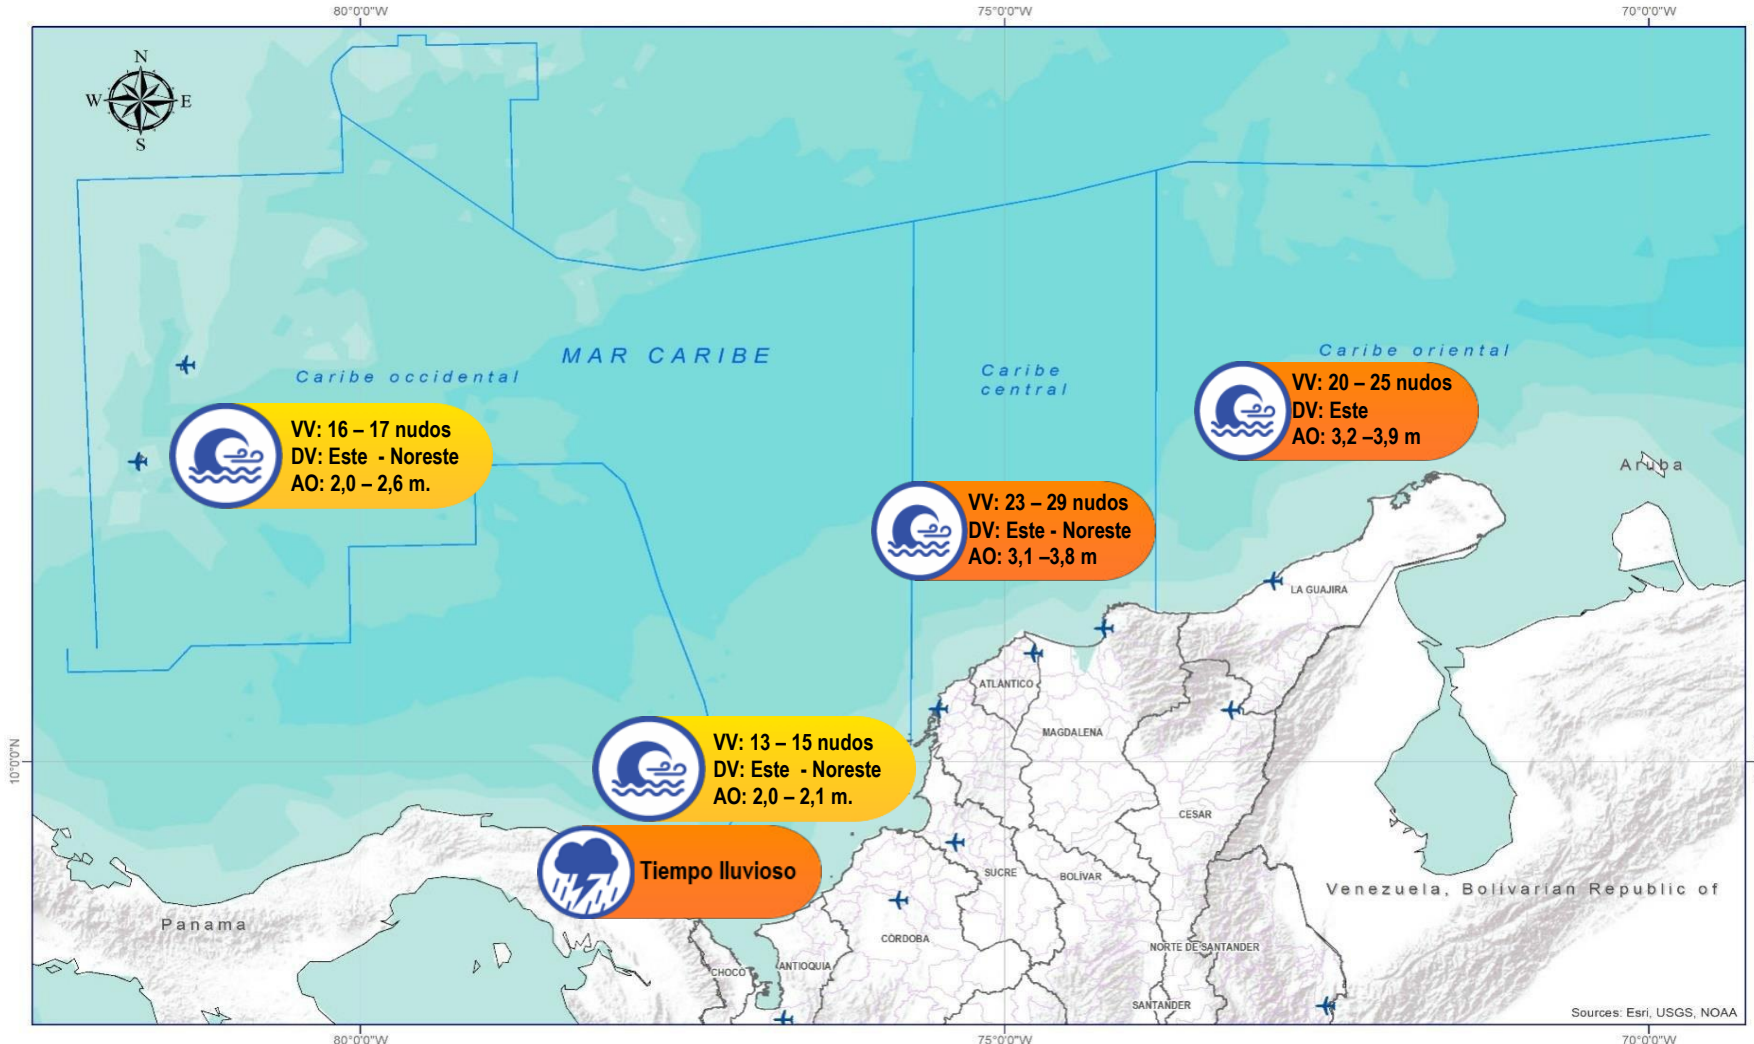 80°0'0"W
75°0'0"W
70°0'0"W
N
W
E
S
MAR CARIBE
Caribe occidental
Caribe
central
Caribe oriental
VV: 20 – 25 nudos
DV: Este
AO: 3,2 –3,9 m
VV: 16 – 17 nudos
DV: Este - Noreste
AO: 2,0 – 2,6 m.
Aruba
VV: 23 – 29 nudos
DV: Este - Noreste
AO: 3,1 –3,8 m
LA GUAJIRA
ATLÁNTICO
MAGDALENA
10°0'0"N
VV: 13 – 15 nudos
DV: Este - Noreste
AO: 2,0 – 2,1 m.
CESAR
Tiempo lluvioso
SUCRE
BOLÍVAR
Venezuela, Bolivarian Republic of
Panama
CÓRDOBA
NORTE DE SANTANDER
CHOCÓ
ANTIOQUIA
SANTANDER
Sources: Esri, USGS, NOAA
80°0'0"W
75°0'0"W
70°0'0"W